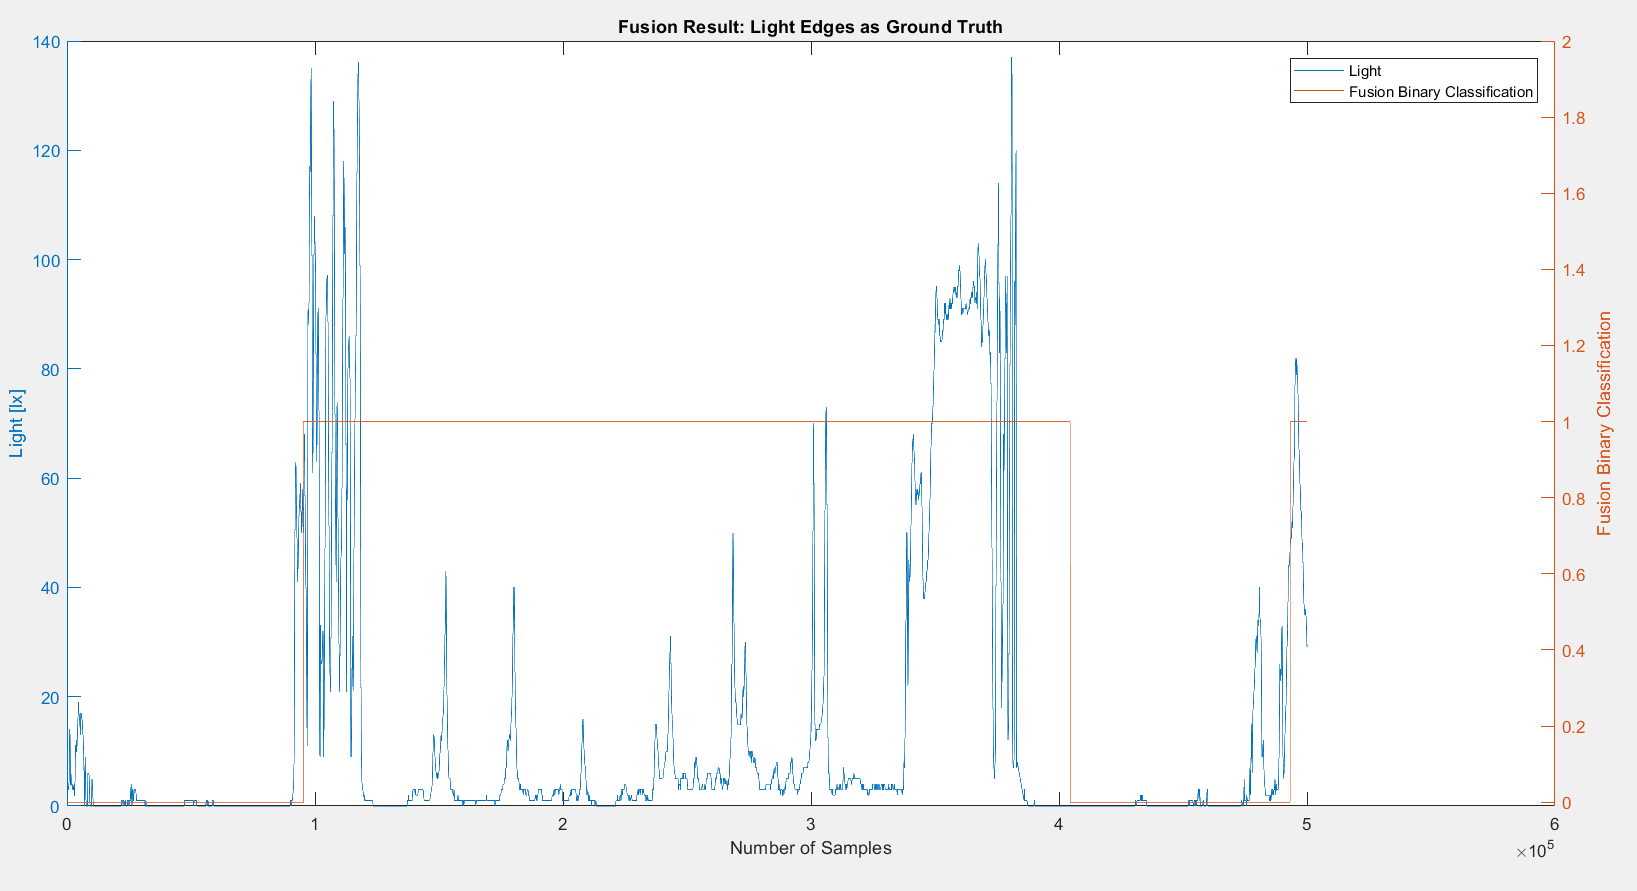 Fusion Result: Light Edges as Ground Truth
Light
Fusion Binary Classification
140
120
100
80
60
40
20
0
Light [lx]
2
1.8
1.6
1.4
1.2
1
0.8
0.6
0.4
0.2
0
Fusion Binary Classification
0 1 2 3 4 5 6
Number of Samples
×10^5